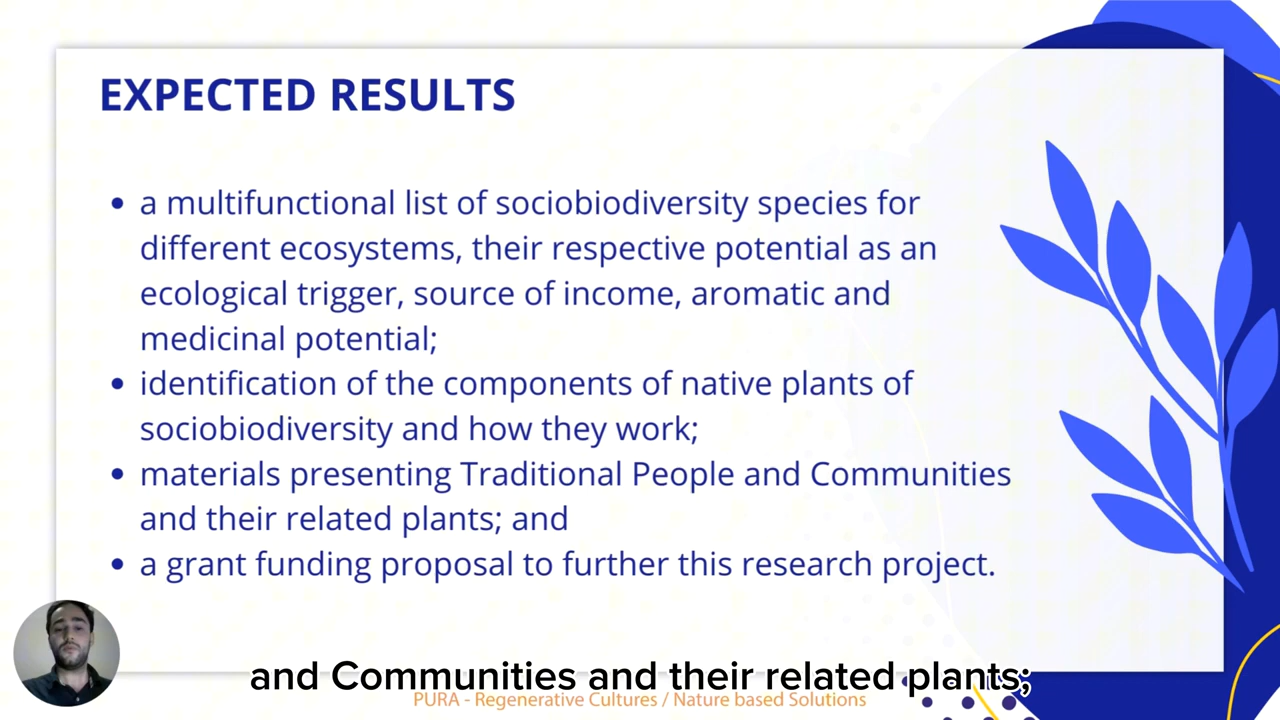 EXPECTED RESULTS
• a multifunctional list of sociobiodiversity species for
different ecosystems, their respective potential as an
ecological trigger, source of income, aromatic and
medicinal potential;
• identification of the components of native plants of
sociobiodiversity and how they work;
• materials presenting Traditional People and Communities
and their related plants; and
• a grant funding proposal to further this research project.
and Communities and their related plants;
PURA - Regenerative Cultures / Nature based Solutions